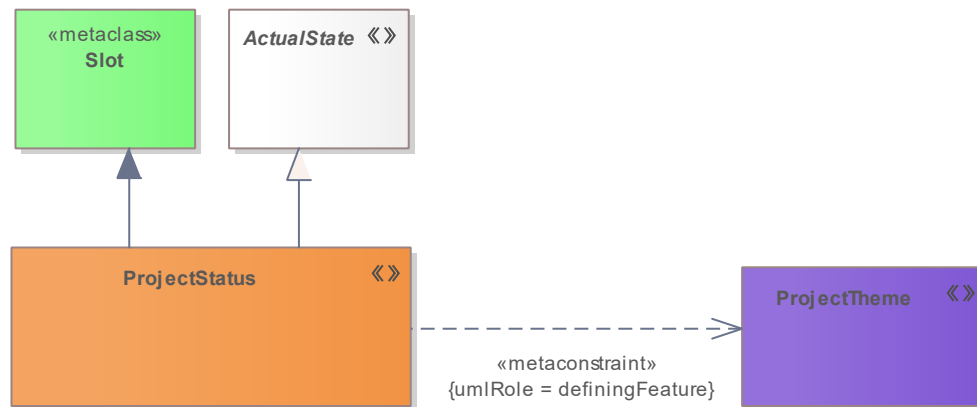 «metaclass»
Slot
ActualState «»
ProjectStatus «»
ProjectTheme «»
«metaconstraint»
{umlRole = definingFeature}